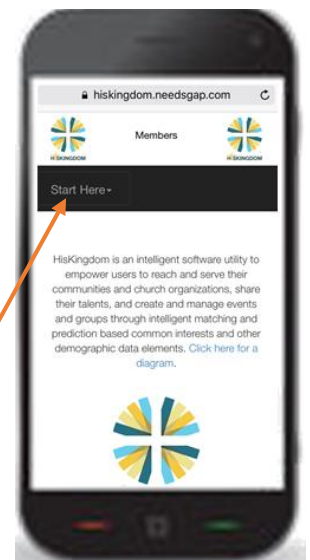 hiskingdom.needsgap.com
HISKINGDOM
Members
HISKINGDOM
Start Here
HisKingdom is an intelligent software utility to
empower users to reach and serve their
communities and church organizations, share
their talents, and create and manage events
and groups through intelligent matching and
prediction based common interests and other
demographic data elements. Click here for a
diagram.